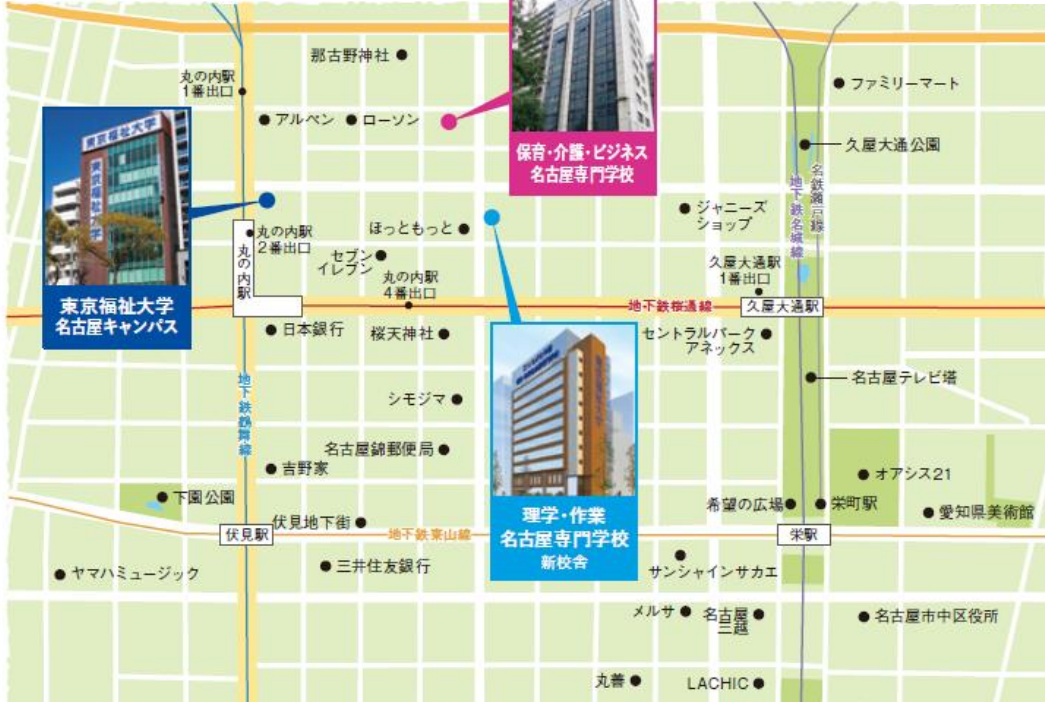 那古野神社
丸の内駅
1番出口
ファミリーマート
東京福祉大学
東京福祉大学
アルペン
ローソン
保育・介護・ビジネス
名古屋専門学校
久屋大通公園
地下鉄名城線
名鉄瀬戸線
ジャニーズ
ショップ
ほっともっと
丸の内駅
2番出口
セブン
イレブン
丸の内駅
丸の内駅
4番出口
久屋大通駅
1番出口
東京福祉大学
名古屋キャンパス
地下鉄桜通線
久屋大通駅
日本銀行
桜天神社
セントラルパーク
アネックス
地下鉄鶴舞線
名古屋テレビ塔
シモジマ
名古屋錦郵便局
吉野家
オアシス21
下園公園
希望の広場
栄町駅
愛知県美術館
理学・作業
名古屋専門学校
新校舎
伏見地下街
伏見駅
地下鉄東山線
栄駅
ヤマハミュージック
三井住友銀行
サンシャインサカエ
メルサ
名古屋
三越
名古屋市中区役所
丸善
LACHIC